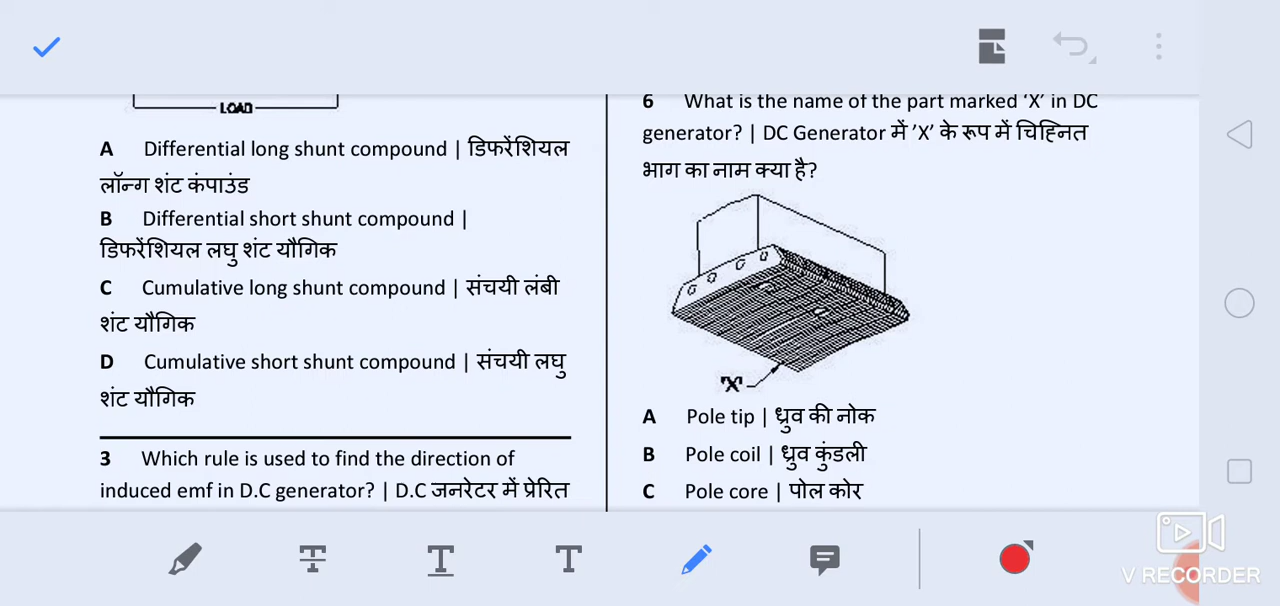 LOAD
A Differential long shunt compound | डिफरेंशियल
लॉन्ग शंट कंपाउंड
B Differential short shunt compound |
डिफरेंशियल लघु शंट यौगिक
C Cumulative long shunt compound | संचयी लंबी
शंट यौगिक
D Cumulative short shunt compound | संचयी लघु
शंट यौगिक
3 Which rule is used to find the direction of
induced emf in D.C generator? | D.C जनरेटर में प्रेरित
6 What is the name of the part marked ‘X’ in DC
generator? | DC Generator में ’X’ के रूप में चिह्नित
भाग का नाम क्या है?
'X'
A Pole tip | ध्रुव की नोक
B Pole coil | ध्रुव कुंडली
C Pole core | पोल कोर
T T T
V RECORDER